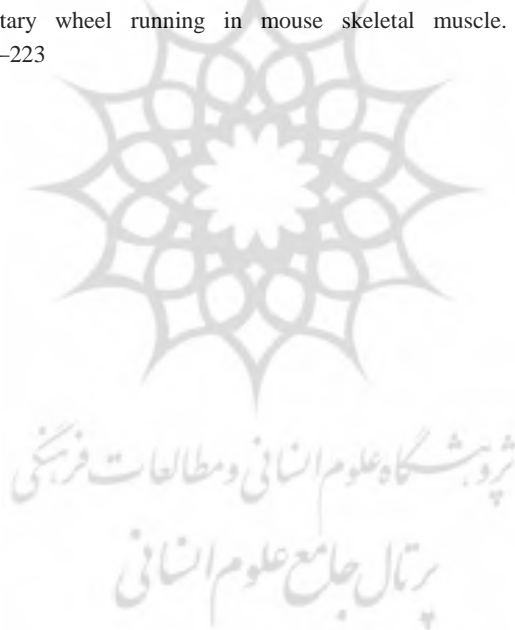 tary wheel running in mouse skeletal muscle.
–223
پژوهشگاه علوم انسانی و مطالعات فرهنگی
پرتال جامع علوم انسانی